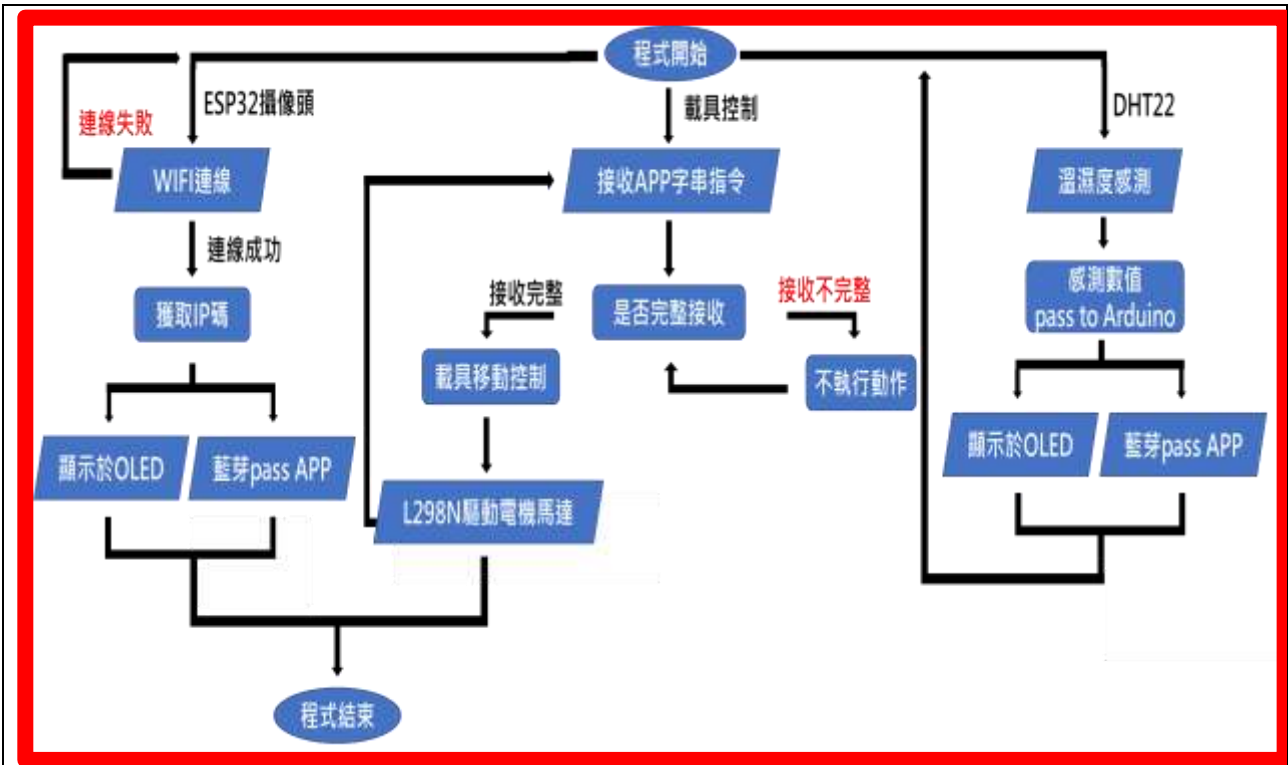 程式開始
ESP32攝像頭
載具控制
DHT22
連線失敗
WIFI連線
接收APP字串指令
溫濕度感測
連線成功
獲取IP碼
接收完整
是否完整接收
接收不完整
感測數值
pass to Arduino
載具移動控制
不執行動作
顯示於OLED
藍芽pass APP
L298N驅動電機馬達
顯示於OLED
藍芽pass APP
程式結束